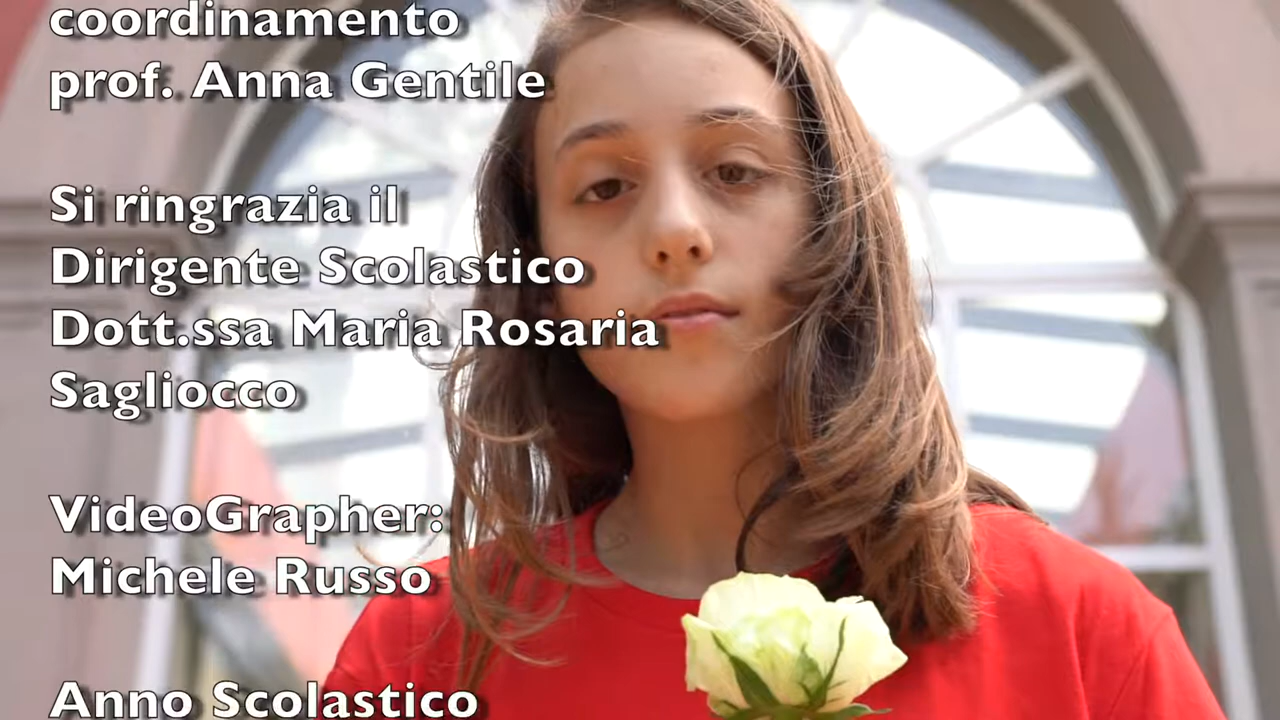 coordinamento
prof. Anna Gentile
Si ringrazia il
Dirigente Scolastico
Dott.ssa Maria Rosaria
Sagliocco
VideoGrapher:
Michele Russo
Anno Scolastico